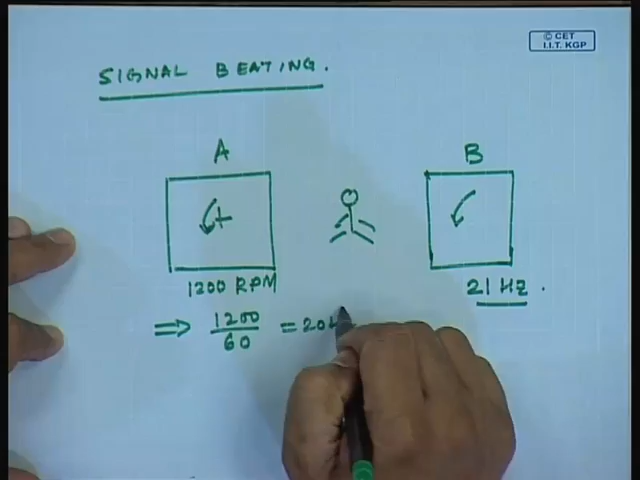 © CET
I.I.T. KGP
SIGNAL BEATING.
A
B
1200 RPM
21 Hz.
⇒ 1200/60 = 20